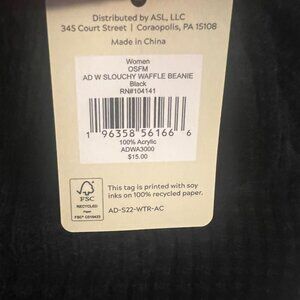 Distributed by ASL, LLC
345 Court Street | Coraopolis, PA 15108
Made in China
Women
OSFM
AD W SLOUCHY WAFFLE BEANIE
Black
RN#104141
1 96358 56166 6
100% Acrylic
ADWA3000
$15.00
FSC
RECYCLED
Paper
This tag is printed with soy
inks on 100% recycled paper.
AD-S22-WTR-AC